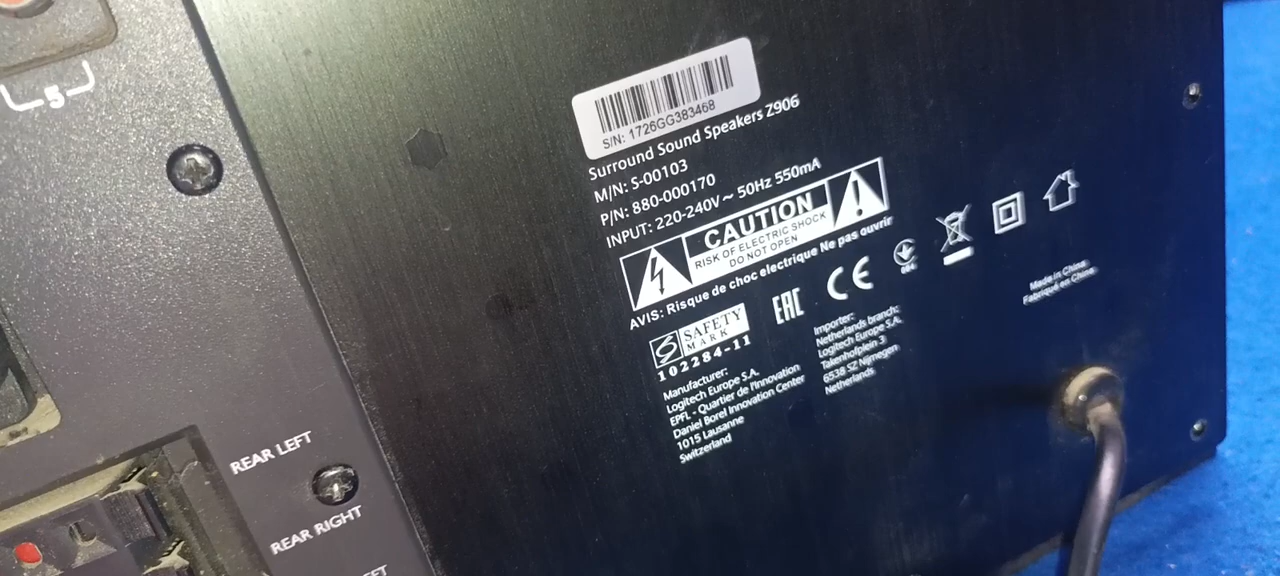 5
S/N: 1726GG383468
Surround Sound Speakers Z906
M/N: S-00103
P/N: 880-000170
INPUT: 220-240V ~ 50Hz 550mA
CAUTION
RISK OF ELECTRIC SHOCK
DO NOT OPEN
AVIS: Risque de choc electrique Ne pas ouvrir
SAFETY
MARK
102284-11
EAC
CE
Manufacturer:
Logitech Europe S.A.
EPFL - Quartier de l'Innovation
Daniel Borel Innovation Center
1015 Lausanne
Switzerland
Importer:
Netherlands branch:
Logitech Europe S.A.
Takenhofplein 3
6538 SZ Nijmegen
Netherlands
Made in China
Fabriqué en Chine
REAR LEFT
REAR RIGHT